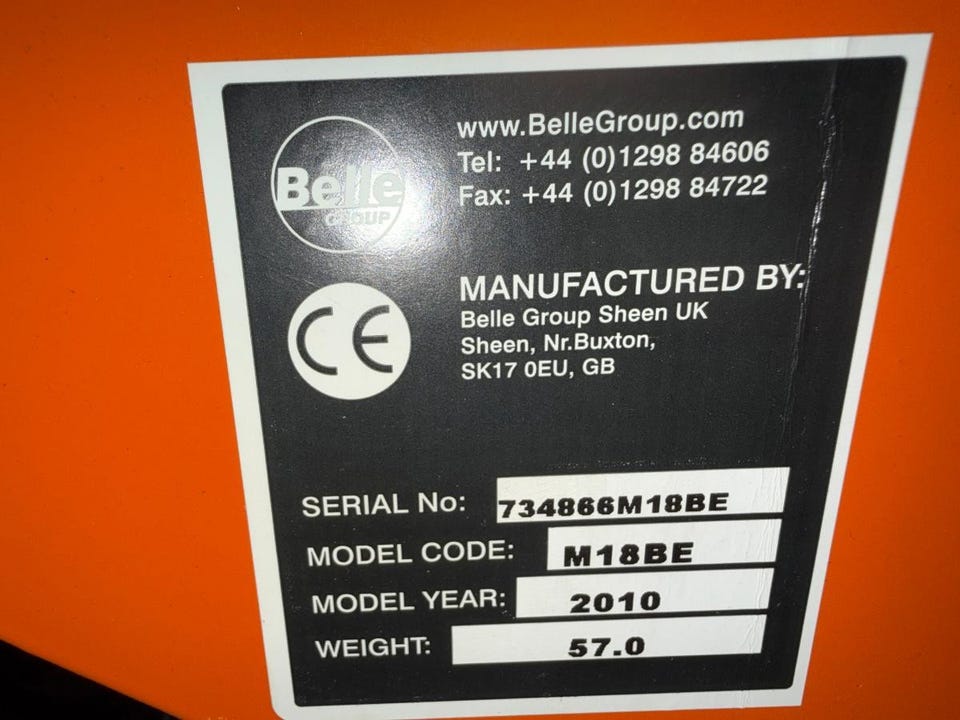 Belle
GROUP
www.BelleGroup.com
Tel: +44 (0)1298 84606
Fax: +44 (0)1298 84722
CE
MANUFACTURED BY:
Belle Group Sheen UK
Sheen, Nr.Buxton,
SK17 0EU, GB
SERIAL No: 734866M18BE
MODEL CODE: M18BE
MODEL YEAR: 2010
WEIGHT: 57.0